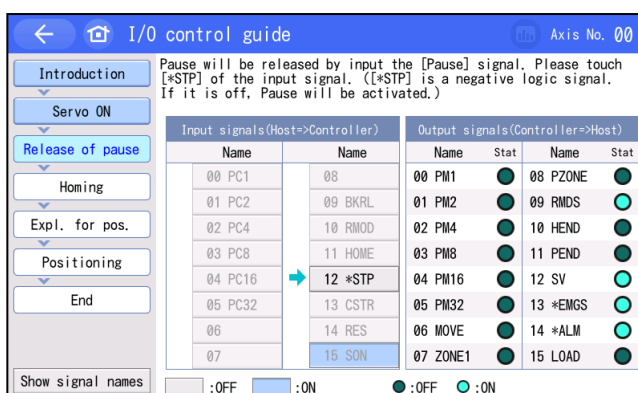 I/O control guide
Axis No. 00
Introduction
Servo ON
Release of pause
Homing
Expl. for pos.
Positioning
End
Show signal names
Pause will be released by input the [Pause] signal. Please touch
[*STP] of the input signal. ([*STP] is a negative logic signal.
If it is off, Pause will be activated.)
Input signals(Host=>Controller)
Name Name
00 PC1 08
01 PC2 09 BKRL
02 PC4 10 RMOD
03 PC8 11 HOME
04 PC16 12 *STP
05 PC32 13 CSTR
06 14 RES
07 15 SON
:OFF :ON
Output signals(Controller=>Host)
Name Stat Name Stat
00 PM1 08 PZONE
01 PM2 09 RMDS
02 PM4 10 HEND
03 PM8 11 PEND
04 PM16 12 SV
05 PM32 13 *EMGS
06 MOVE 14 *ALM
07 ZONE1 15 LOAD
:OFF :ON